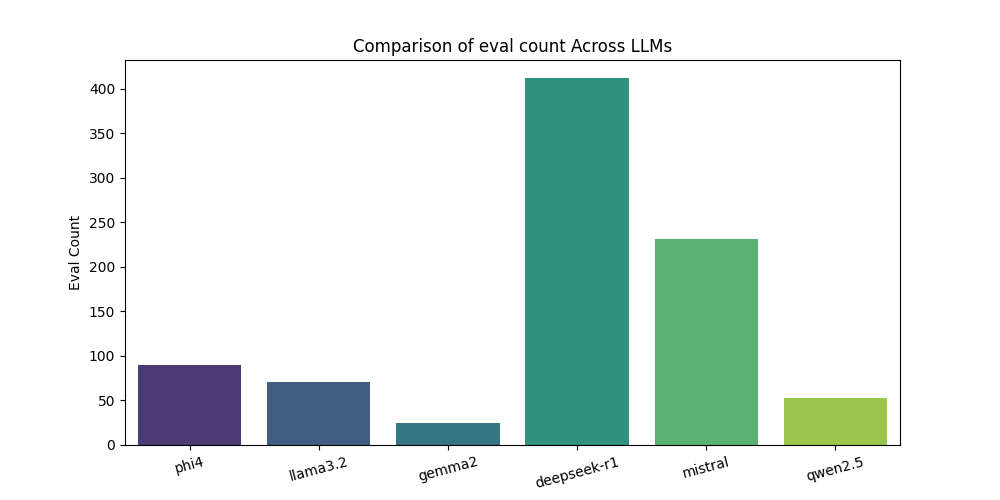 Comparison of eval count Across LLMs
Eval Count
400
350
300
250
200
150
100
50
0
phi4
llama3.2
gemma2
deepseek-r1
mistral
qwen2.5